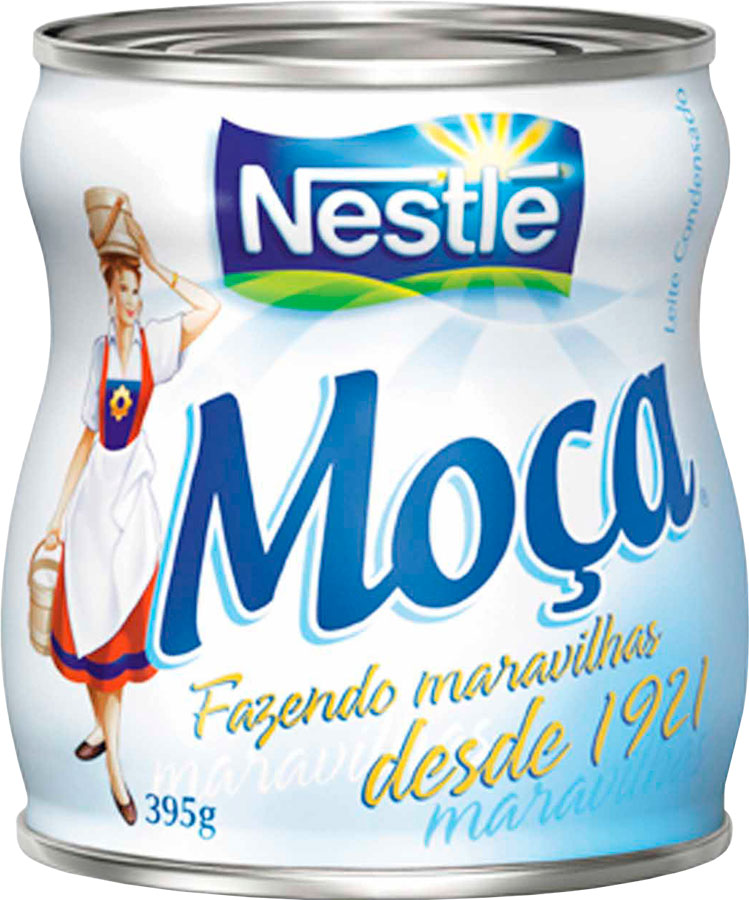 Nestlé
Leite Condensado
Moça®
Fazendo maravilhas
desde 1921
maravilhas
maravilhas
395g